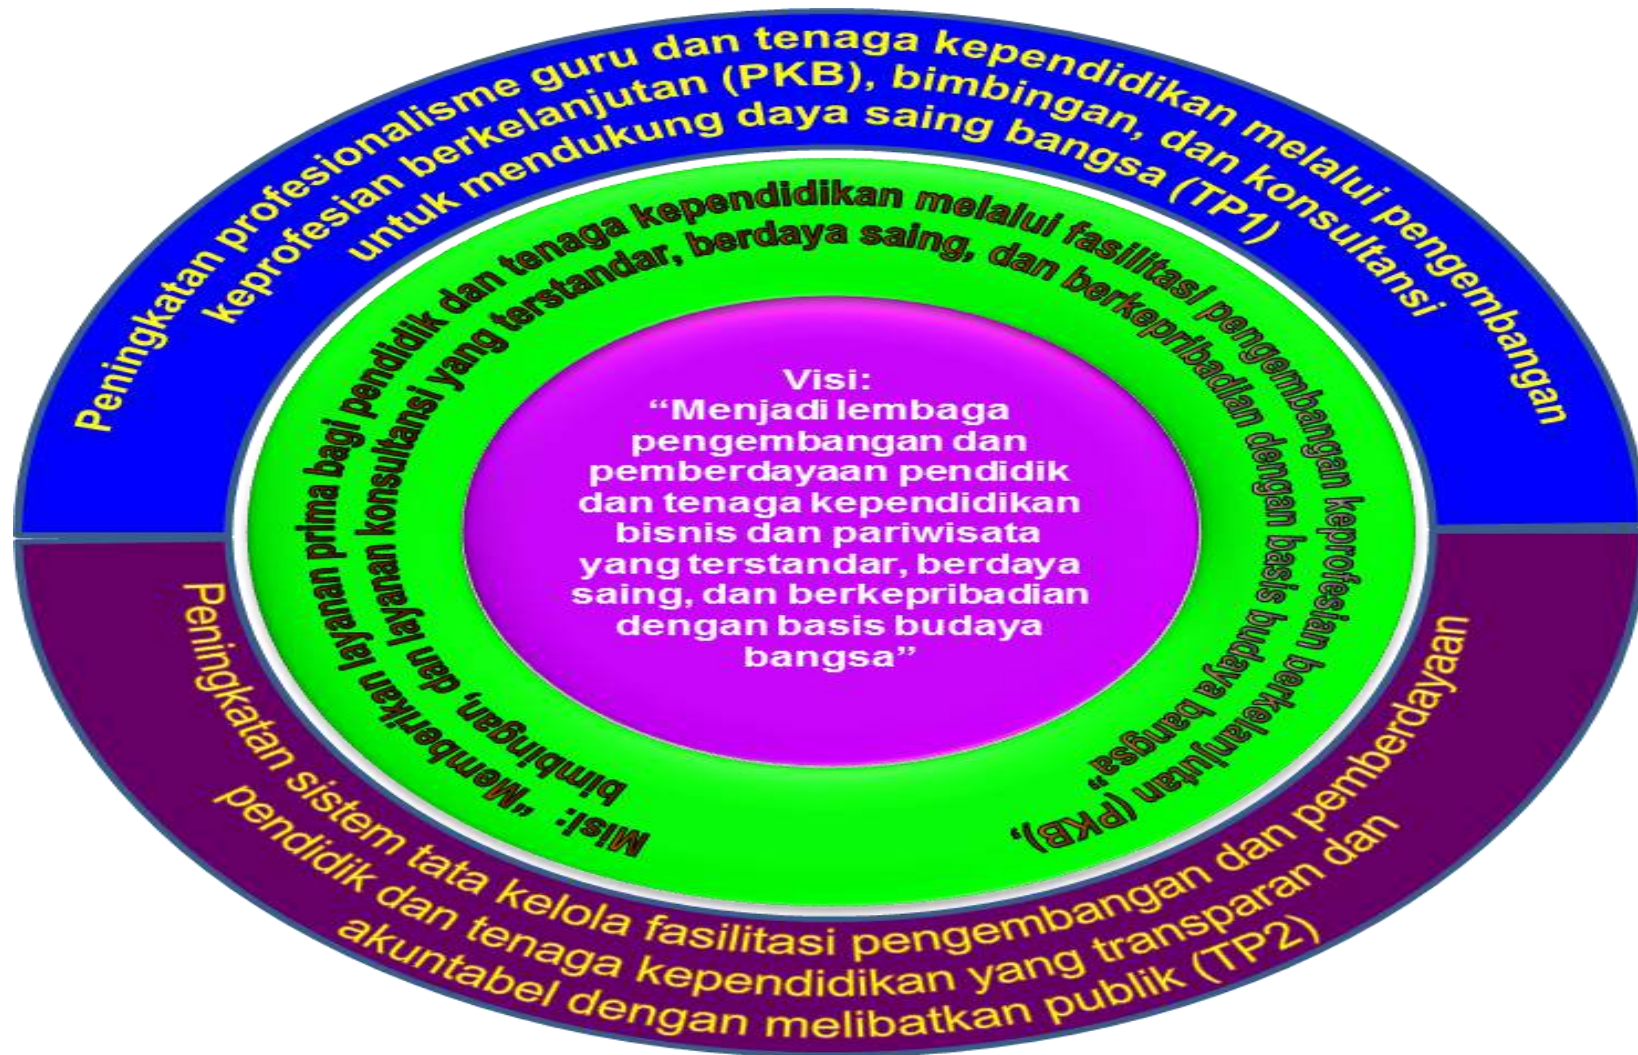 Peningkatan profesionalisme guru dan tenaga kependidikan melalui pengembangan
keprofesian berkelanjutan (PKB), bimbingan, dan konsultansi
untuk mendukung daya saing bangsa (TP1)
Misi: “Memberikan layanan prima bagi pendidik dan tenaga kependidikan melalui fasilitasi pengembangan keprofesian berkelanjutan (PKB),
bimbingan, dan layanan konsultansi yang terstandar, berdaya saing, dan berkepribadian dengan basis budaya bangsa”
Visi:
“Menjadi lembaga
pengembangan dan
pemberdayaan pendidik
dan tenaga kependidikan
bisnis dan pariwisata
yang terstandar, berdaya
saing, dan berkepribadian
dengan basis budaya
bangsa”
Peningkatan sistem tata kelola fasilitasi pengembangan dan pemberdayaan
pendidik dan tenaga kependidikan yang transparan dan
akuntabel dengan melibatkan publik (TP2)